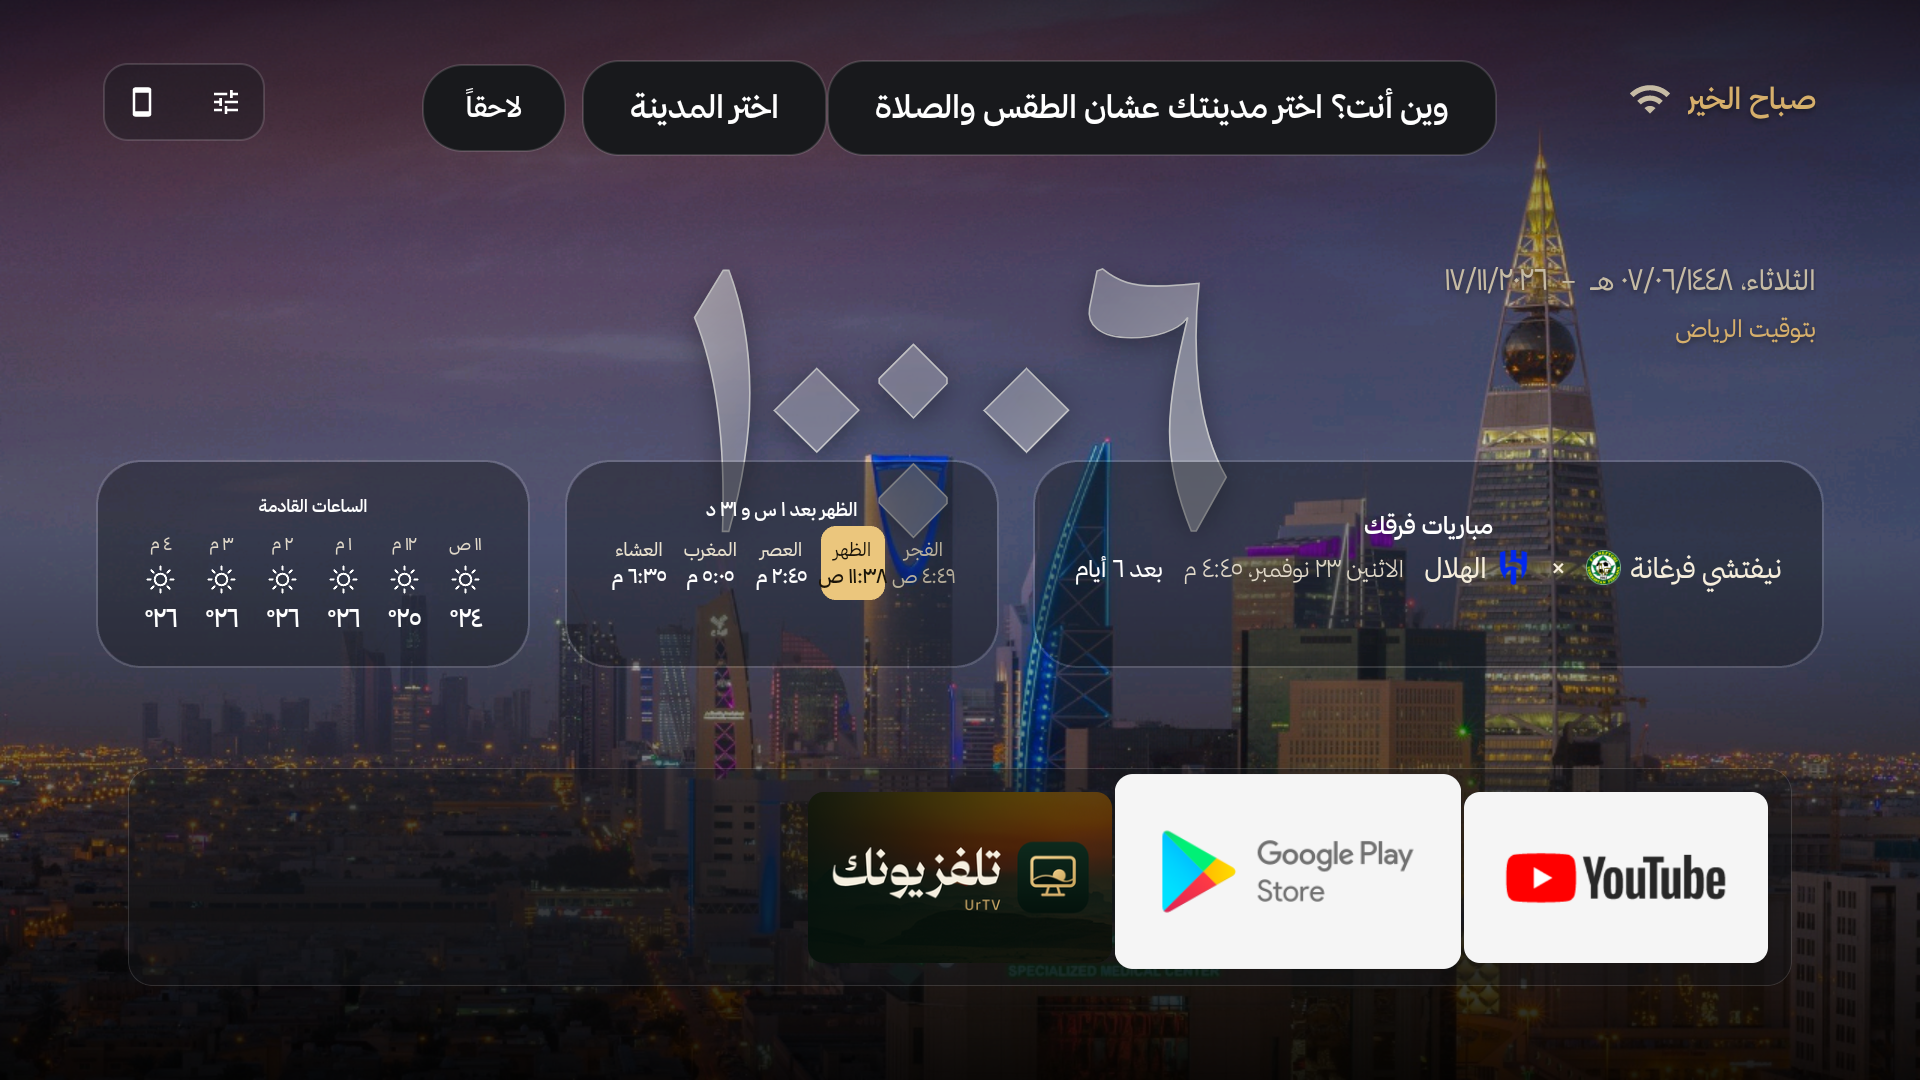 صباح الخير
وين أنت؟ اختر مدينتك عشان الطقس والصلاة
اختر المدينة
لاحقاً
الثلاثاء، ٠٧/٠٦/١٤٤٨ هـ – ١٧/١١/٢٠٢٦
بتوقيت الرياض
١٠:٠٦
مباريات فرقك
نيفتشي فرغانة × الهلال الاثنين ٢٣ نوفمبر، ٤:٤٥ م بعد ٦ أيام
الظهر بعد ١ س و ٣١ د
الفجر الظهر العصر المغرب العشاء
٤:٤٩ ص ١١:٣٨ ص ٢:٤٥ م ٥:٠٥ م ٦:٣٥ م
الساعات القادمة
١١ ص ١٢ م ١ م ٢ م ٣ م ٤ م
٢٤° ٢٥° ٢٦° ٢٦° ٢٦° ٢٦°
YouTube
Google Play
Store
تلفزيونك
UrTV
SPECIALIZED MEDICAL CENTER